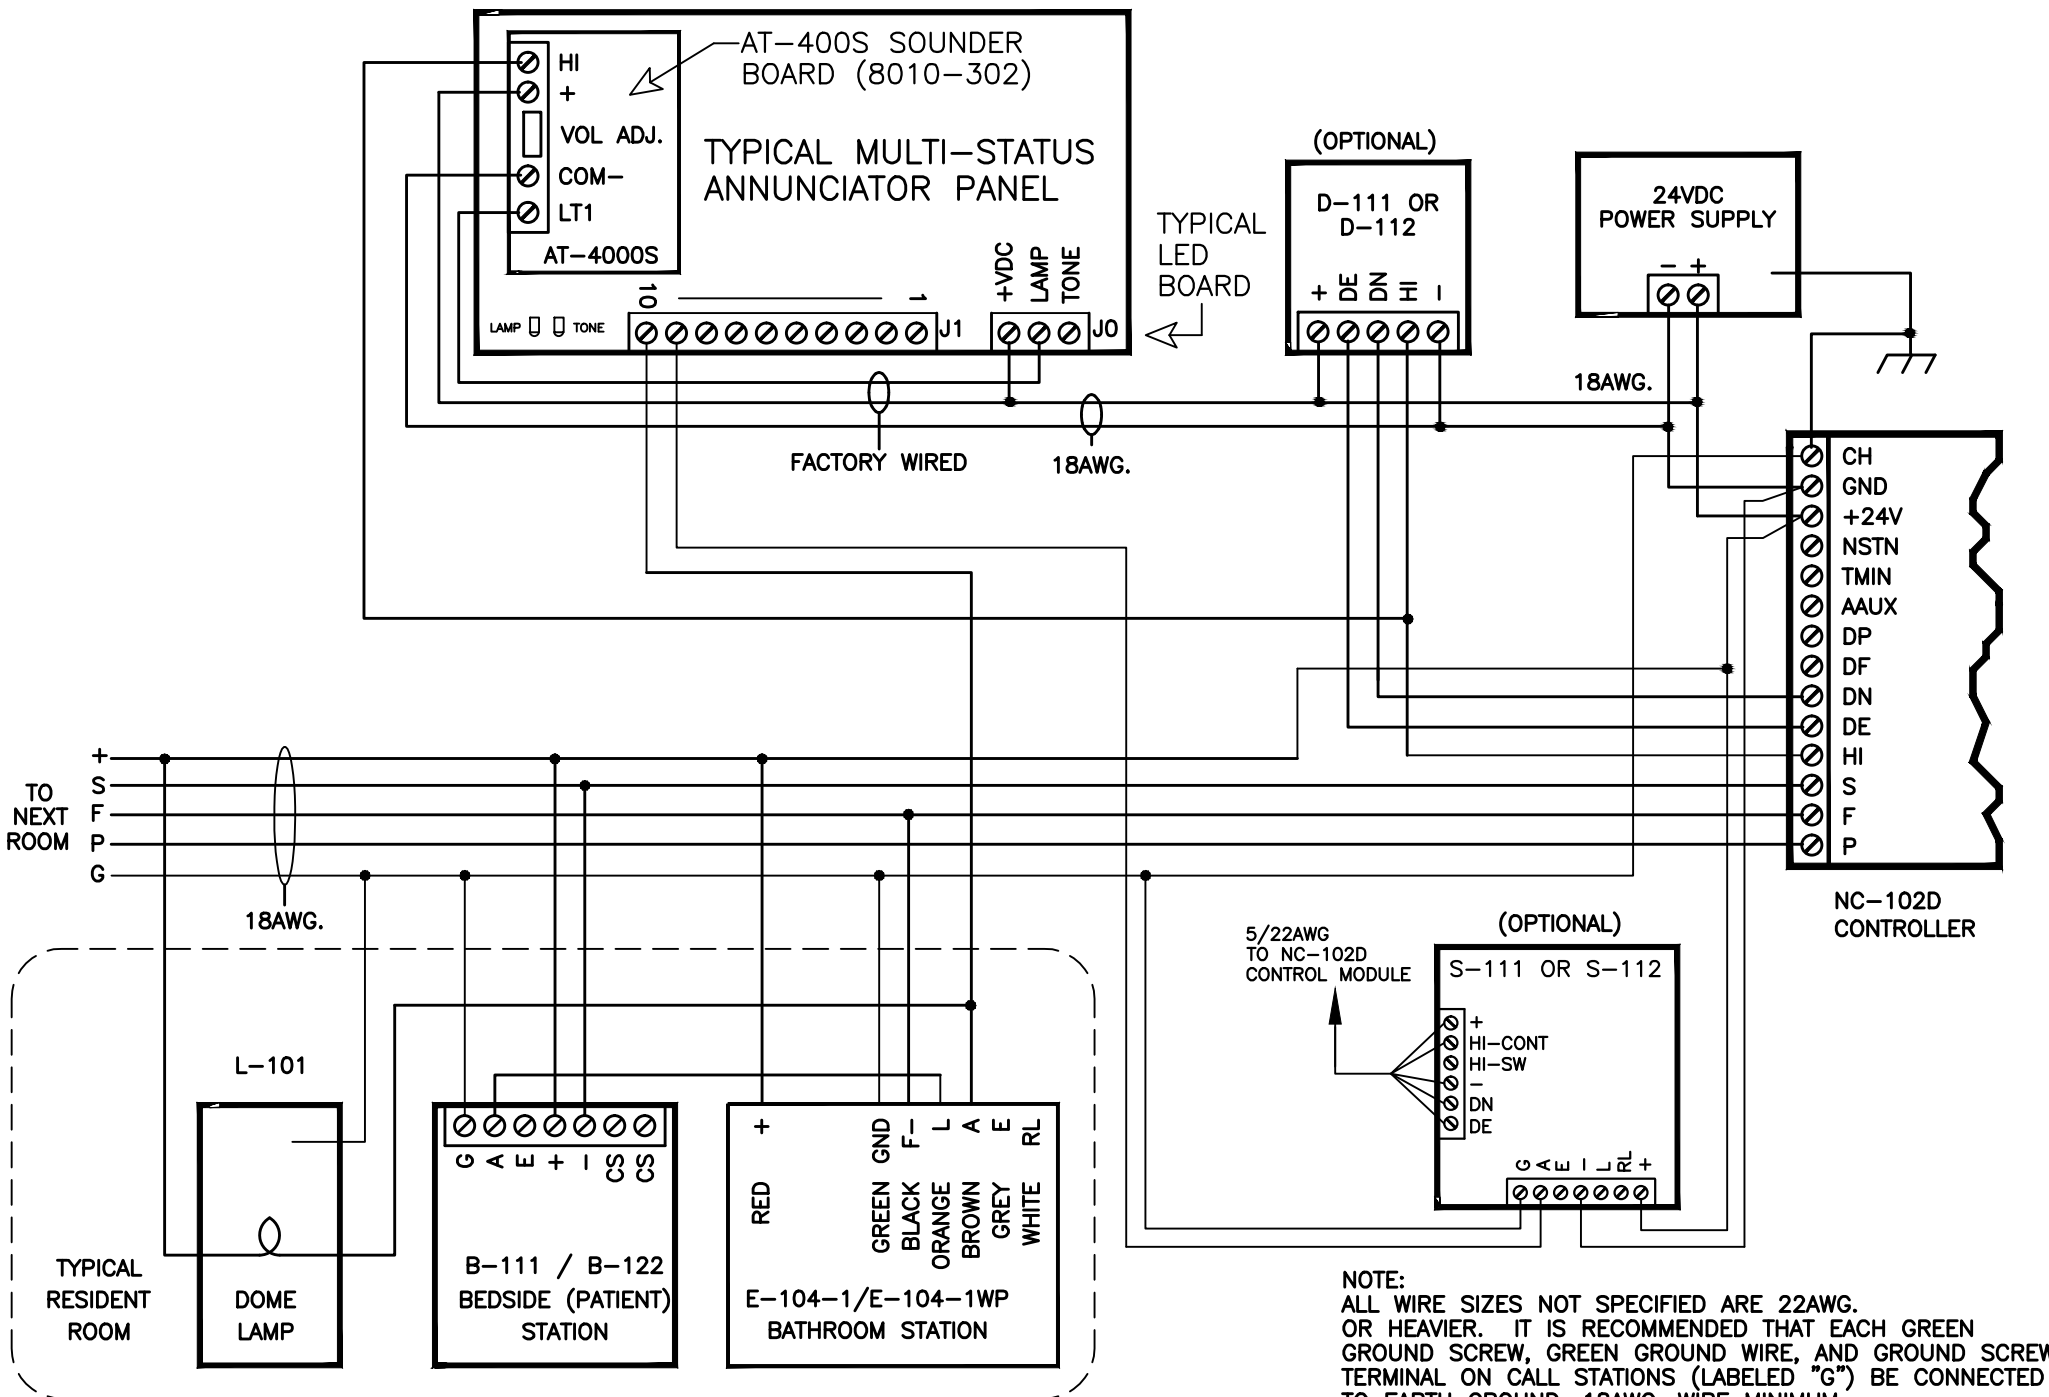 HI
+
VOL ADJ.
COM-
LT1
AT-4000S
AT-400S SOUNDER
BOARD (8010-302)
TYPICAL MULTI-STATUS
ANNUNCIATOR PANEL
LAMP
TONE
10
1
J1
+VDC
LAMP
TONE
J0
TYPICAL
LED
BOARD
(OPTIONAL)
D-111 OR
D-112
+
DE
DN
HI
-
24VDC
POWER SUPPLY
- +
18AWG.
FACTORY WIRED
18AWG.
CH
GND
+24V
NSTN
TMIN
AAUX
DP
DF
DN
DE
HI
S
F
P
NC-102D
CONTROLLER
TO
NEXT
ROOM
+
S
F
P
G
18AWG.
5/22AWG
TO NC-102D
CONTROL MODULE
(OPTIONAL)
S-111 OR S-112
+
HI-CONT
HI-SW
-
DN
DE
G
A
E
-
L
RL
+
L-101
DOME
LAMP
TYPICAL
RESIDENT
ROOM
G
A
E
+
-
CS
CS
B-111 / B-122
BEDSIDE (PATIENT)
STATION
+
GND
F-
L
A
E
RL
RED
GREEN
BLACK
ORANGE
BROWN
GREY
WHITE
E-104-1/E-104-1WP
BATHROOM STATION
NOTE:
ALL WIRE SIZES NOT SPECIFIED ARE 22AWG.
OR HEAVIER. IT IS RECOMMENDED THAT EACH GREEN
GROUND SCREW, GREEN GROUND WIRE, AND GROUND SCREW
TERMINAL ON CALL STATIONS (LABELED "G") BE CONNECTED
TO EARTH GROUND. 18AWG. WIRE MINIMUM